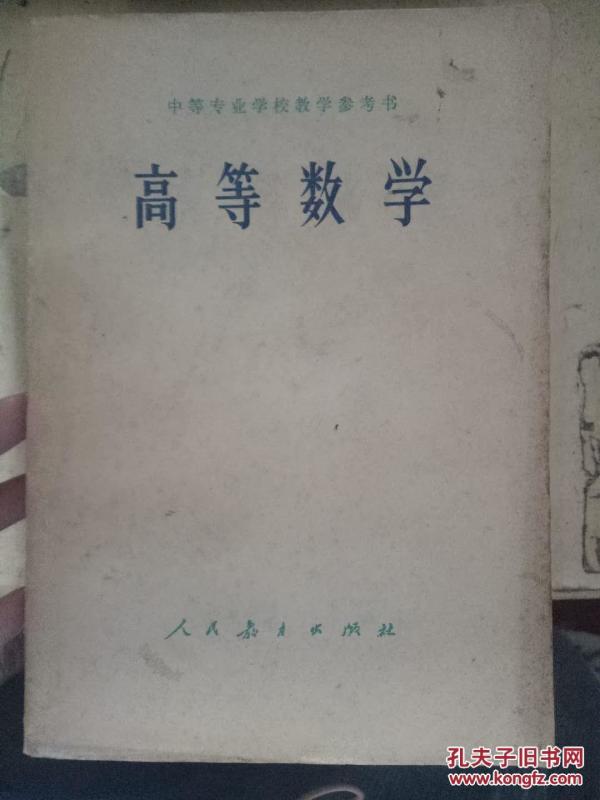 中等专业学校教学参考书
高等数学
人民教育出版社
孔夫子旧书网
www.kongfz.com